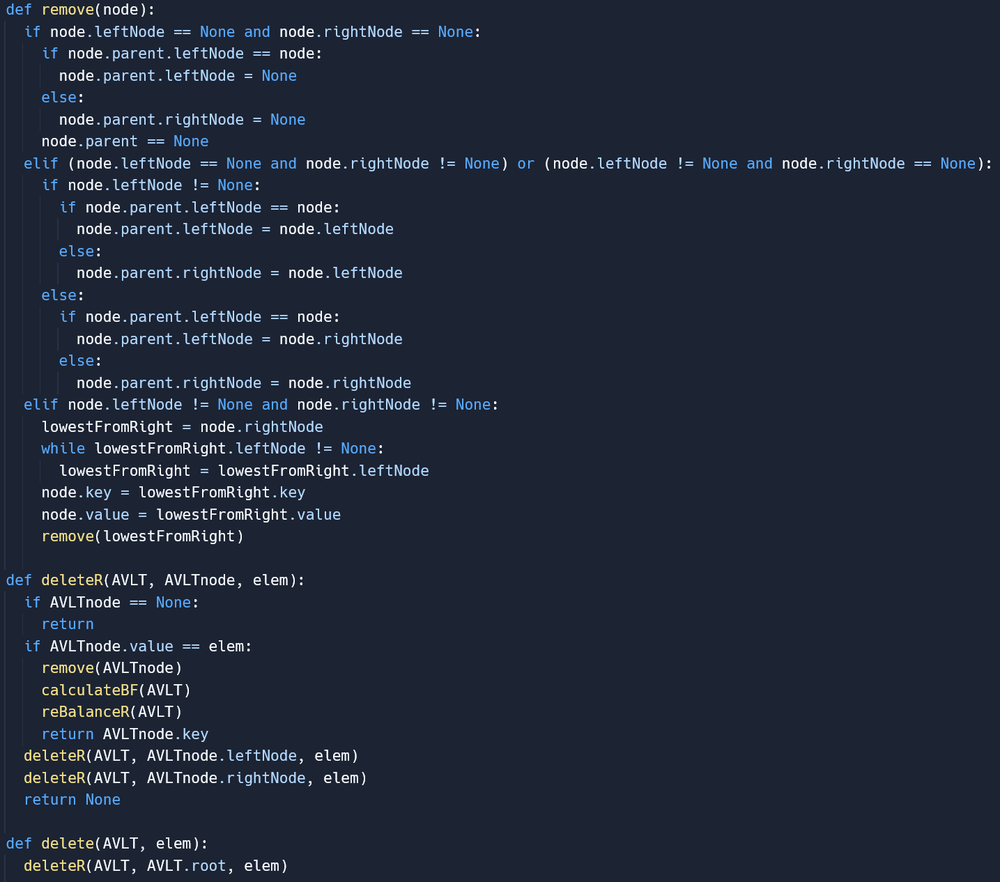 def remove(node):
  if node.leftNode == None and node.rightNode == None:
    if node.parent.leftNode == node:
      node.parent.leftNode = None
    else:
      node.parent.rightNode = None
    node.parent == None
  elif (node.leftNode == None and node.rightNode != None) or (node.leftNode != None and node.rightNode == None):
    if node.leftNode != None:
      if node.parent.leftNode == node:
        node.parent.leftNode = node.leftNode
      else:
        node.parent.rightNode = node.leftNode
    else:
      if node.parent.leftNode == node:
        node.parent.leftNode = node.rightNode
      else:
        node.parent.rightNode = node.rightNode
  elif node.leftNode != None and node.rightNode != None:
    lowestFromRight = node.rightNode
    while lowestFromRight.leftNode != None:
      lowestFromRight = lowestFromRight.leftNode
    node.key = lowestFromRight.key
    node.value = lowestFromRight.value
    remove(lowestFromRight)

def deleteR(AVLT, AVLTnode, elem):
  if AVLTnode == None:
    return
  if AVLTnode.value == elem:
    remove(AVLTnode)
    calculateBF(AVLT)
    reBalanceR(AVLT)
    return AVLTnode.key
  deleteR(AVLT, AVLTnode.leftNode, elem)
  deleteR(AVLT, AVLTnode.rightNode, elem)
  return None

def delete(AVLT, elem):
  deleteR(AVLT, AVLT.root, elem)